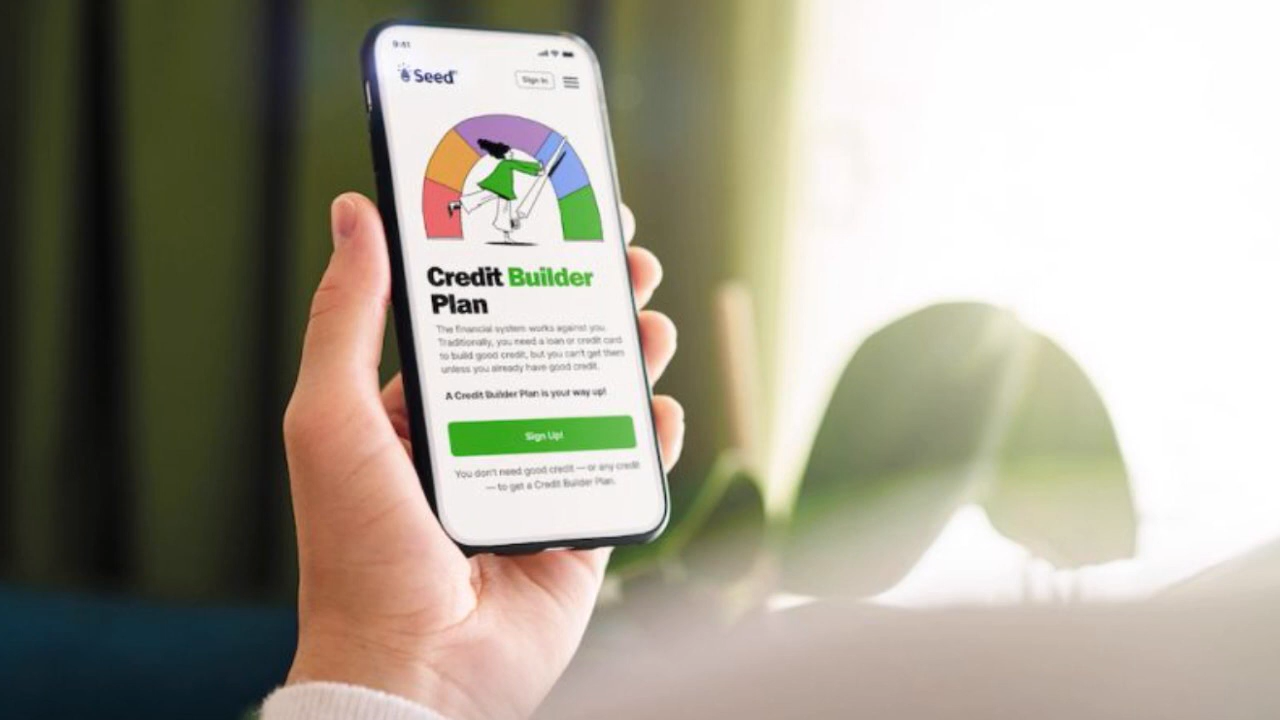 9:41
Seed
Sign in
Credit Builder
Plan
The financial system works against you.
Traditionally, you need a loan or credit card
to build good credit, but you can't get them
unless you already have good credit.
A Credit Builder Plan is your way up!
Sign Up!
You don't need good credit — or any credit
— to get a Credit Builder Plan.